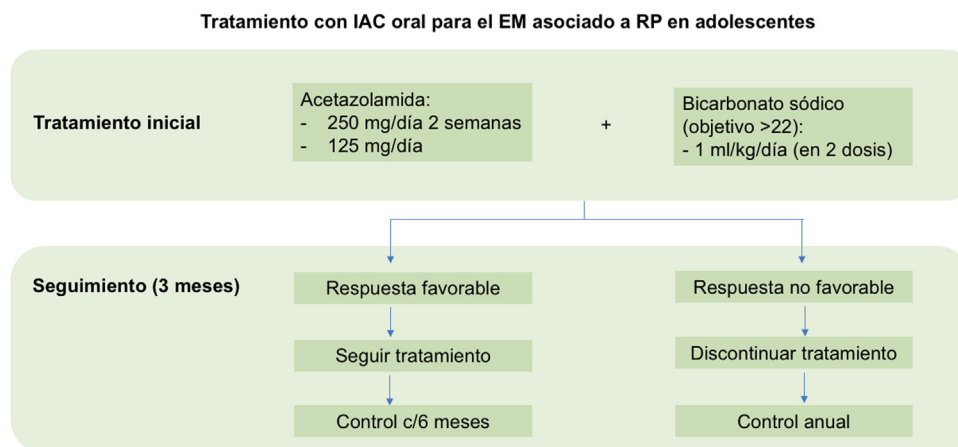 Tratamiento con IAC oral para el EM asociado a RP en adolescentes
Tratamiento inicial
Acetazolamida:
- 250 mg/día 2 semanas
- 125 mg/día
+
Bicarbonato sódico
(objetivo >22):
- 1 ml/kg/día (en 2 dosis)
Seguimiento (3 meses)
Respuesta favorable
Seguir tratamiento
Control c/6 meses
Respuesta no favorable
Discontinuar tratamiento
Control anual